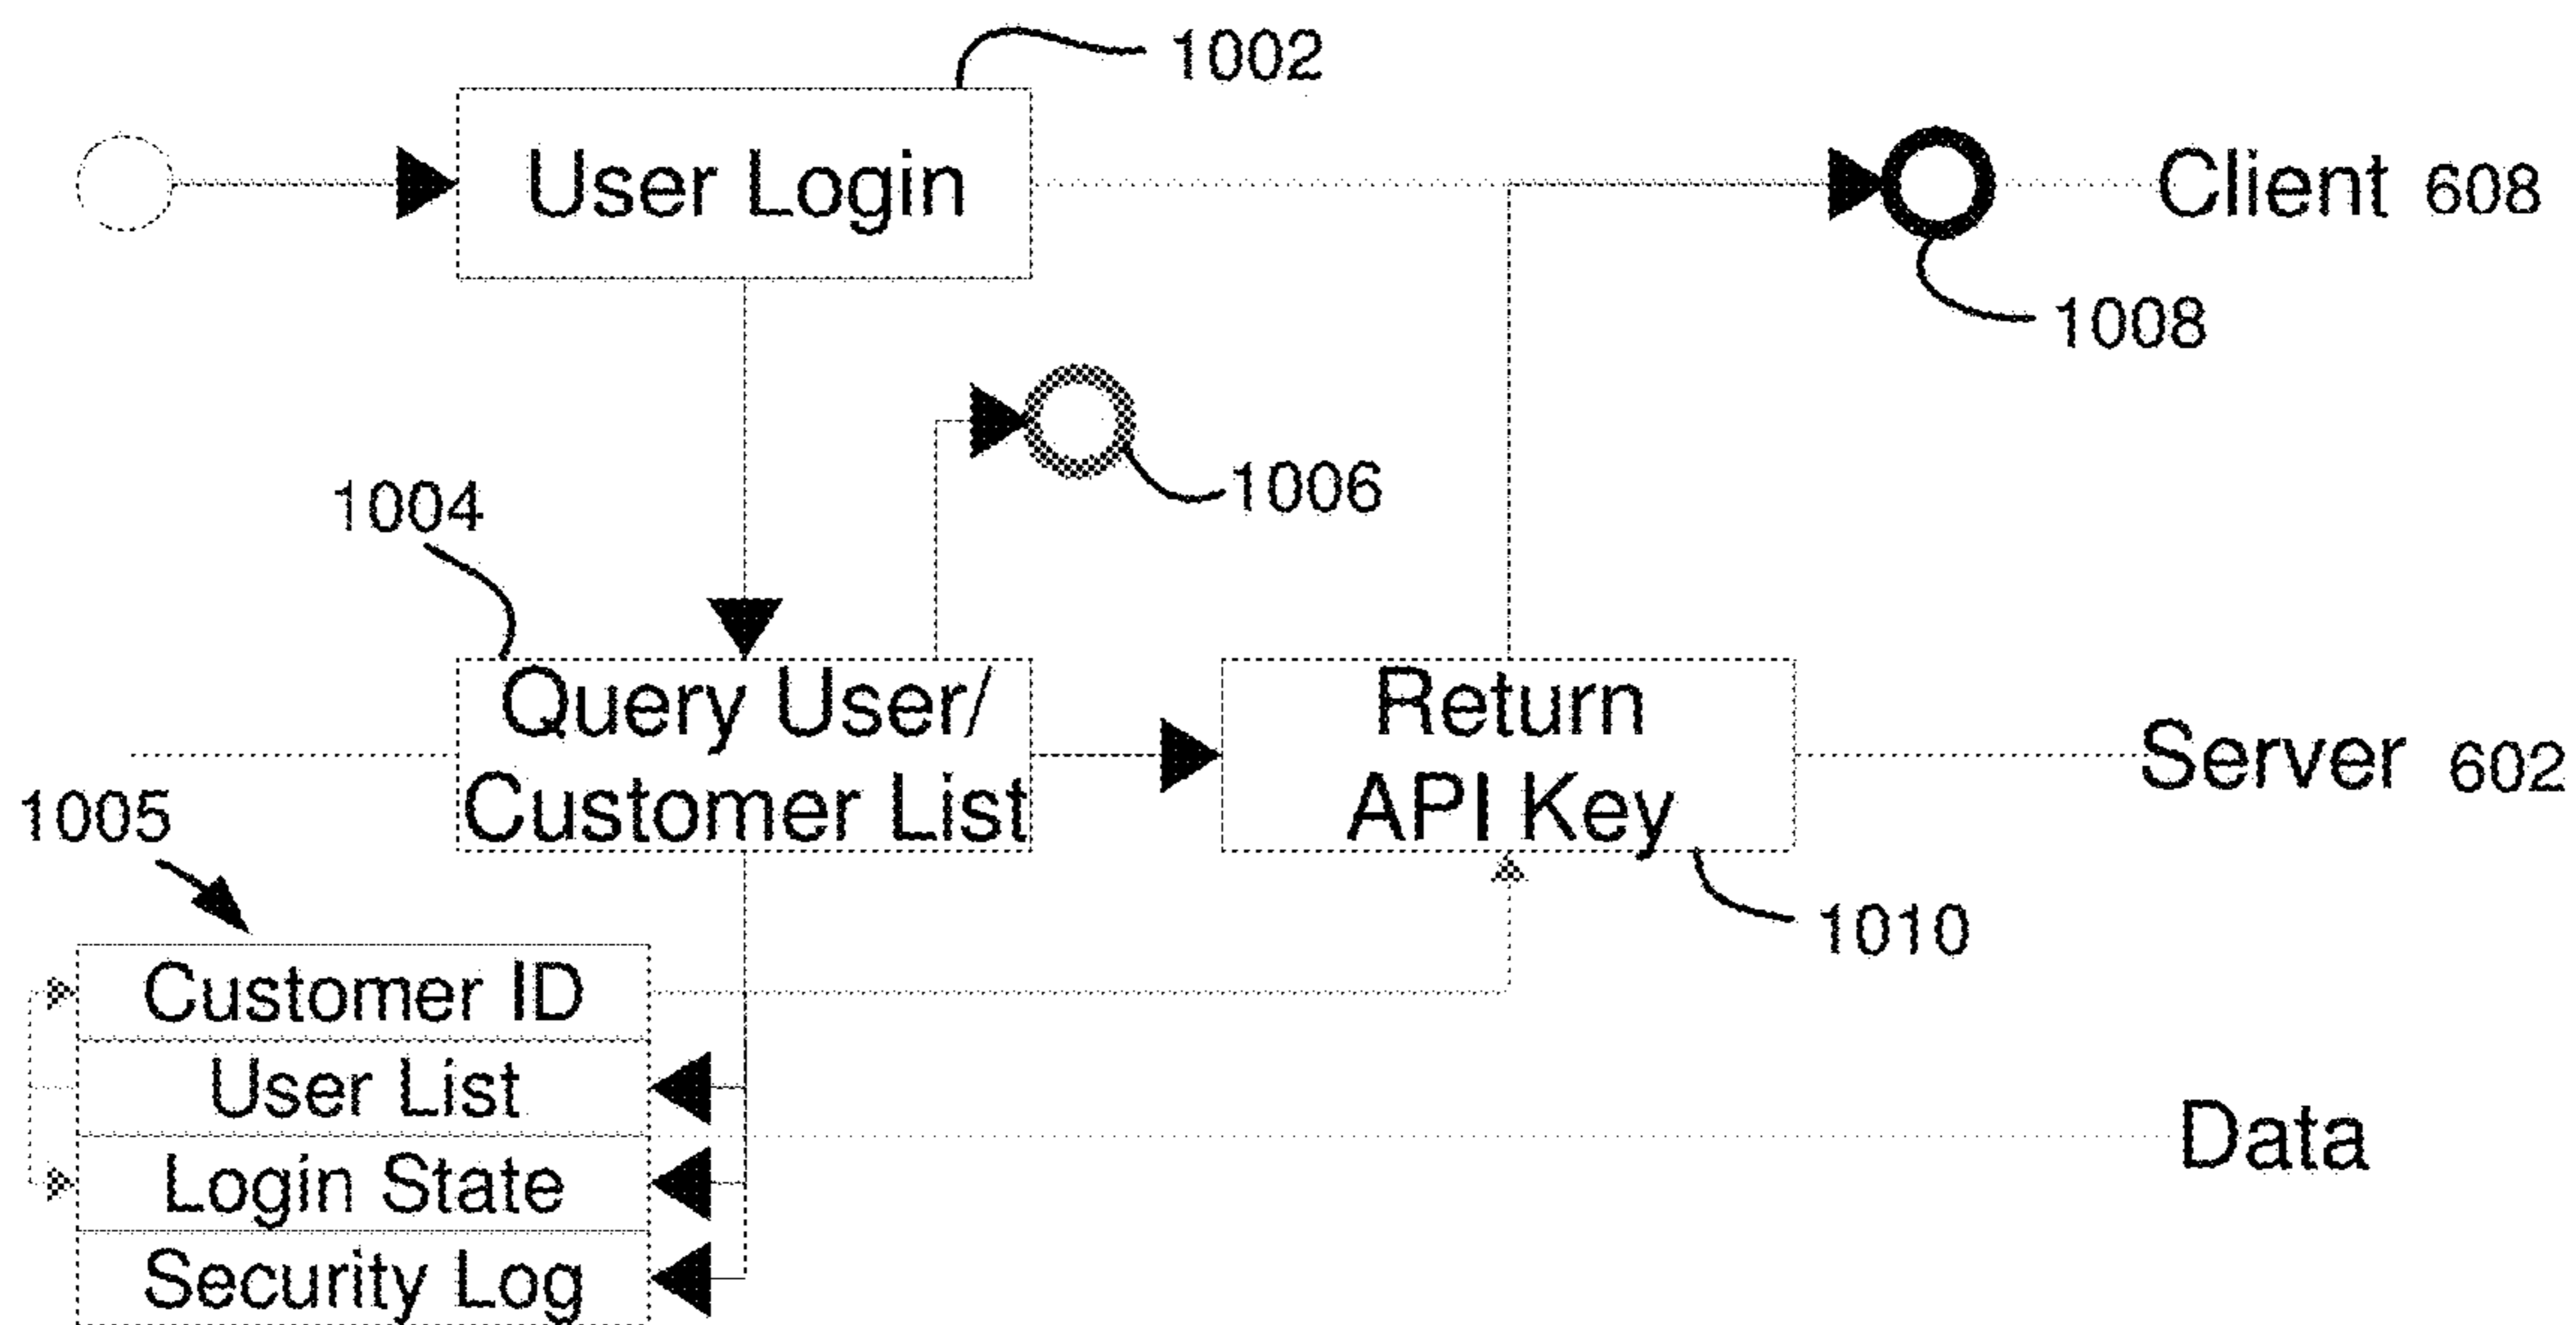 1002
User Login
Client 608
1008
1006
1004
Query User/
Customer List
Return
API Key
Server 602
1005
1010
Customer ID
User List
Login State
Security Log
Data